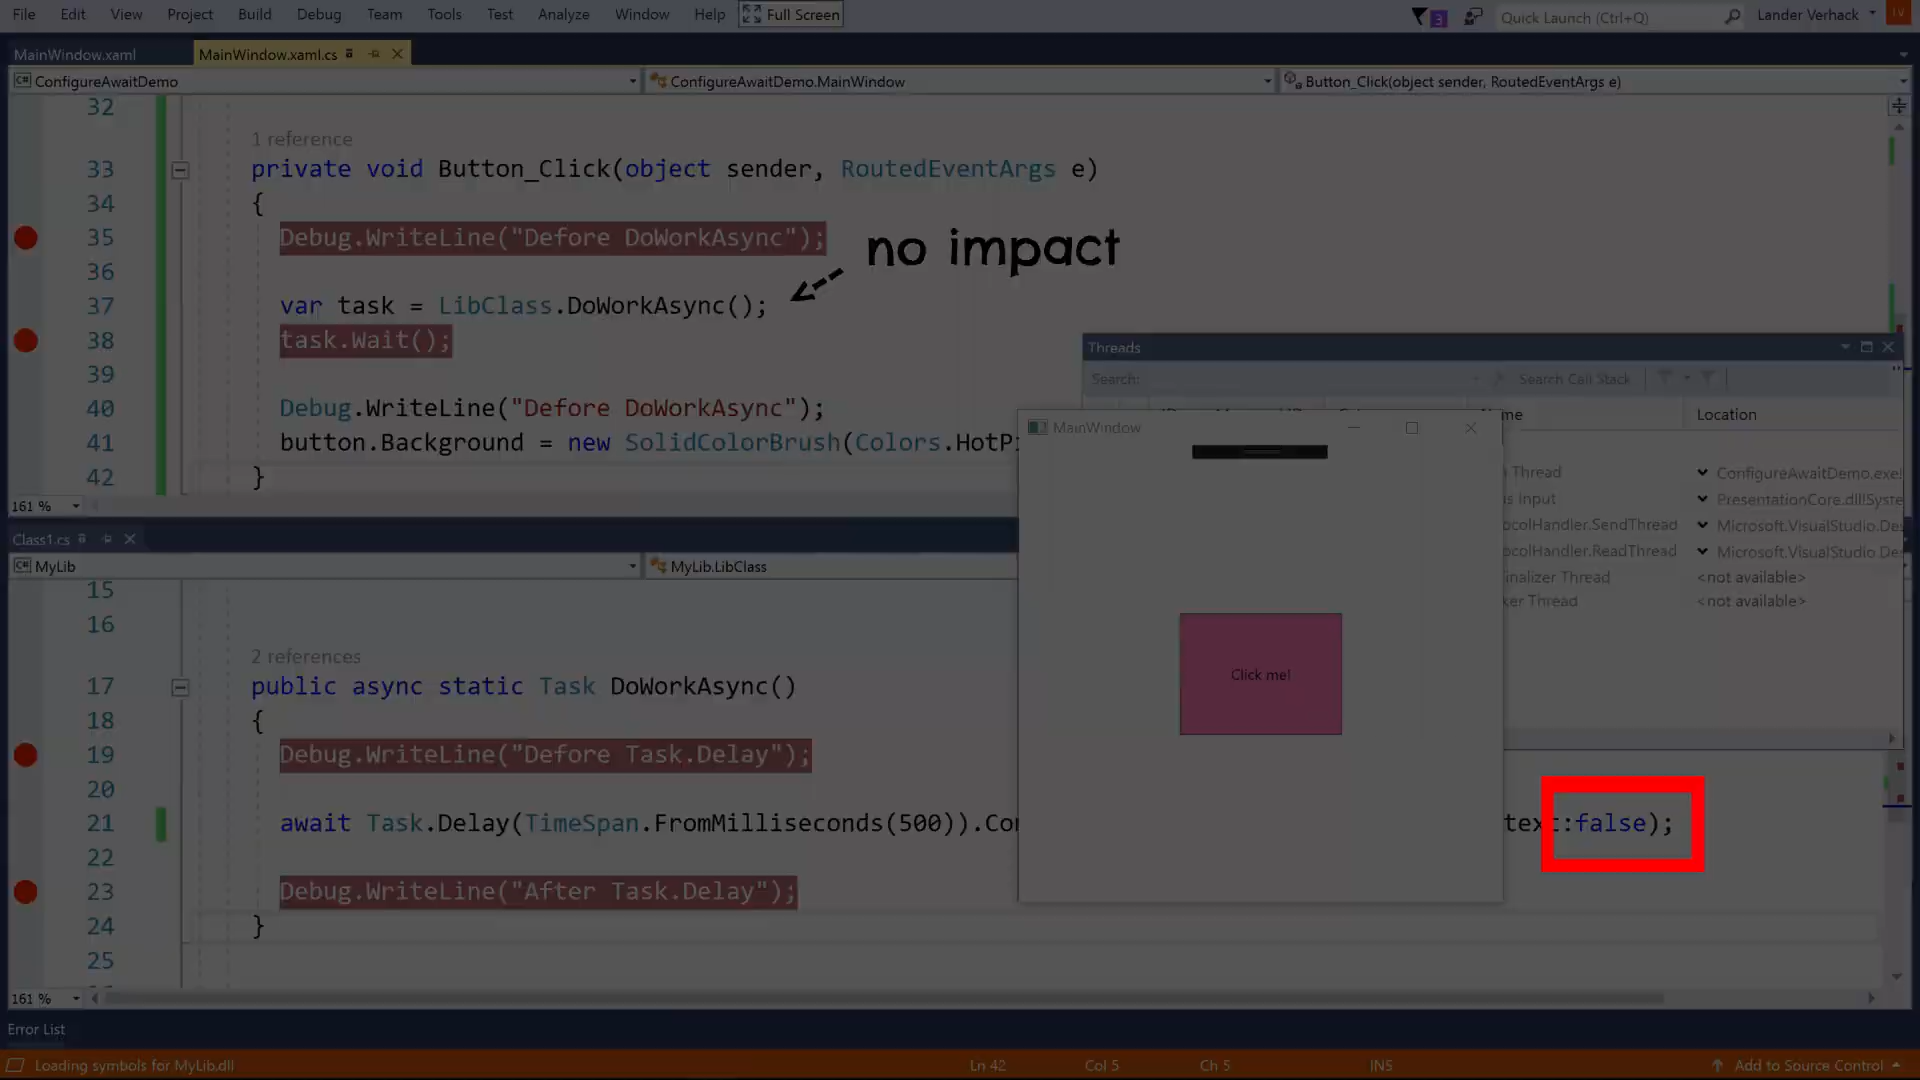 File Edit View Project Build Debug Team Tools Test Analyze Window Help Full Screen 3 Quick Launch (Ctrl+Q) Lander Verhack LV
MainWindow.xaml MainWindow.xaml.cs
ConfigureAwaitDemo ConfigureAwaitDemo.MainWindow Button_Click(object sender, RoutedEventArgs e)
32
1 reference
33 private void Button_Click(object sender, RoutedEventArgs e)
34 {
35 Debug.WriteLine("Defore DoWorkAsync");
no impact
36
37 var task = LibClass.DoWorkAsync();
38 task.Wait();
39
40 Debug.WriteLine("Defore DoWorkAsync");
41 button.Background = new SolidColorBrush(Colors.HotPi
42 }
161 %
Threads
Search: Search Call Stack
Name Location
MainWindow
Thread ConfigureAwaitDemo.exe!
s Input PresentationCore.dll!Syste
ocolHandler.SendThread Microsoft.VisualStudio.De
ocolHandler.ReadThread Microsoft.VisualStudio.De
inalizer Thread <not available>
ker Thread <not available>
Click me!
Class1.cs
MyLib MyLib.LibClass
15
16
2 references
17 public async static Task DoWorkAsync()
18 {
19 Debug.WriteLine("Defore Task.Delay");
20
21 await Task.Delay(TimeSpan.FromMilliseconds(500)).Con text:false);
22
23 Debug.WriteLine("After Task.Delay");
24 }
25
161 %
Error List
Loading symbols for MyLib.dll Ln 42 Col 5 Ch 5 INS Add to Source Control